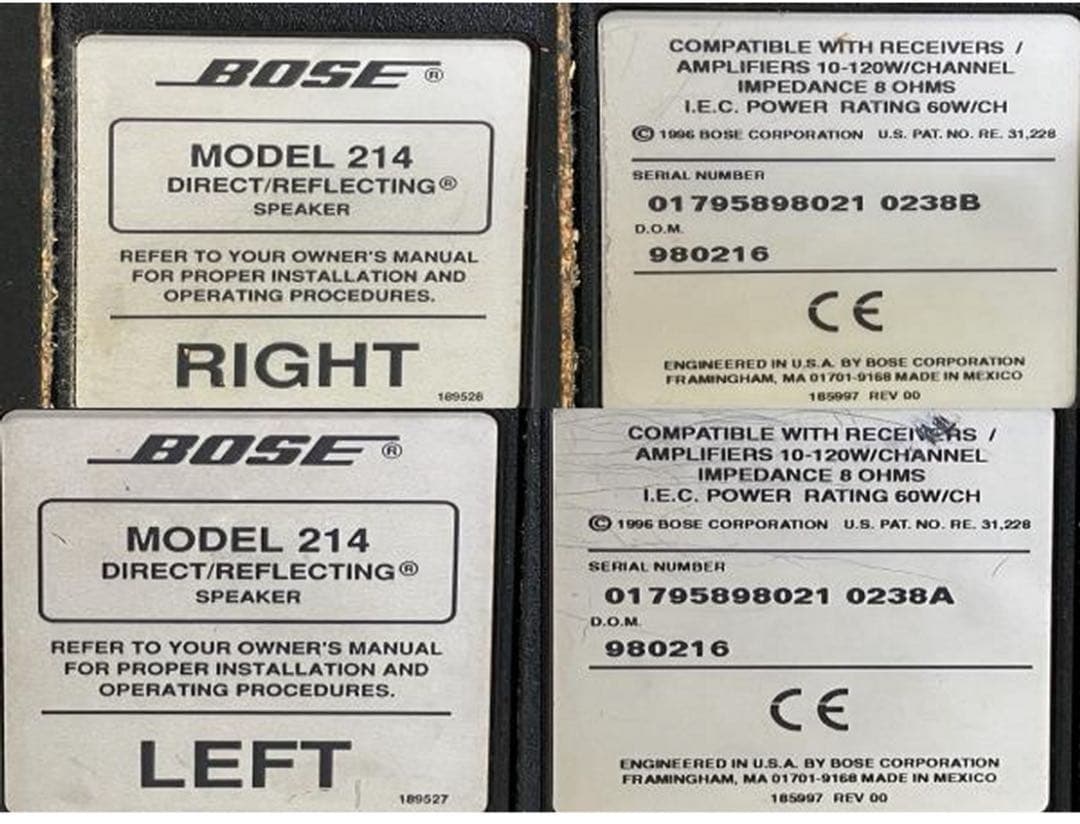 BOSE®
MODEL 214
DIRECT/REFLECTING®
SPEAKER
REFER TO YOUR OWNER'S MANUAL
FOR PROPER INSTALLATION AND
OPERATING PROCEDURES.
RIGHT
189528
COMPATIBLE WITH RECEIVERS /
AMPLIFIERS 10-120W/CHANNEL
IMPEDANCE 8 OHMS
I.E.C. POWER RATING 60W/CH
© 1996 BOSE CORPORATION U.S. PAT. NO. RE. 31,228
SERIAL NUMBER
01795898021 0238B
D.O.M.
980216
CE
ENGINEERED IN U.S.A. BY BOSE CORPORATION
FRAMINGHAM, MA 01701-9168 MADE IN MEXICO
185997 REV 00
BOSE®
MODEL 214
DIRECT/REFLECTING®
SPEAKER
REFER TO YOUR OWNER'S MANUAL
FOR PROPER INSTALLATION AND
OPERATING PROCEDURES.
LEFT
189527
COMPATIBLE WITH RECEIVERS /
AMPLIFIERS 10-120W/CHANNEL
IMPEDANCE 8 OHMS
I.E.C. POWER RATING 60W/CH
© 1996 BOSE CORPORATION U.S. PAT. NO. RE. 31,228
SERIAL NUMBER
01795898021 0238A
D.O.M.
980216
CE
ENGINEERED IN U.S.A. BY BOSE CORPORATION
FRAMINGHAM, MA 01701-9168 MADE IN MEXICO
185997 REV 00